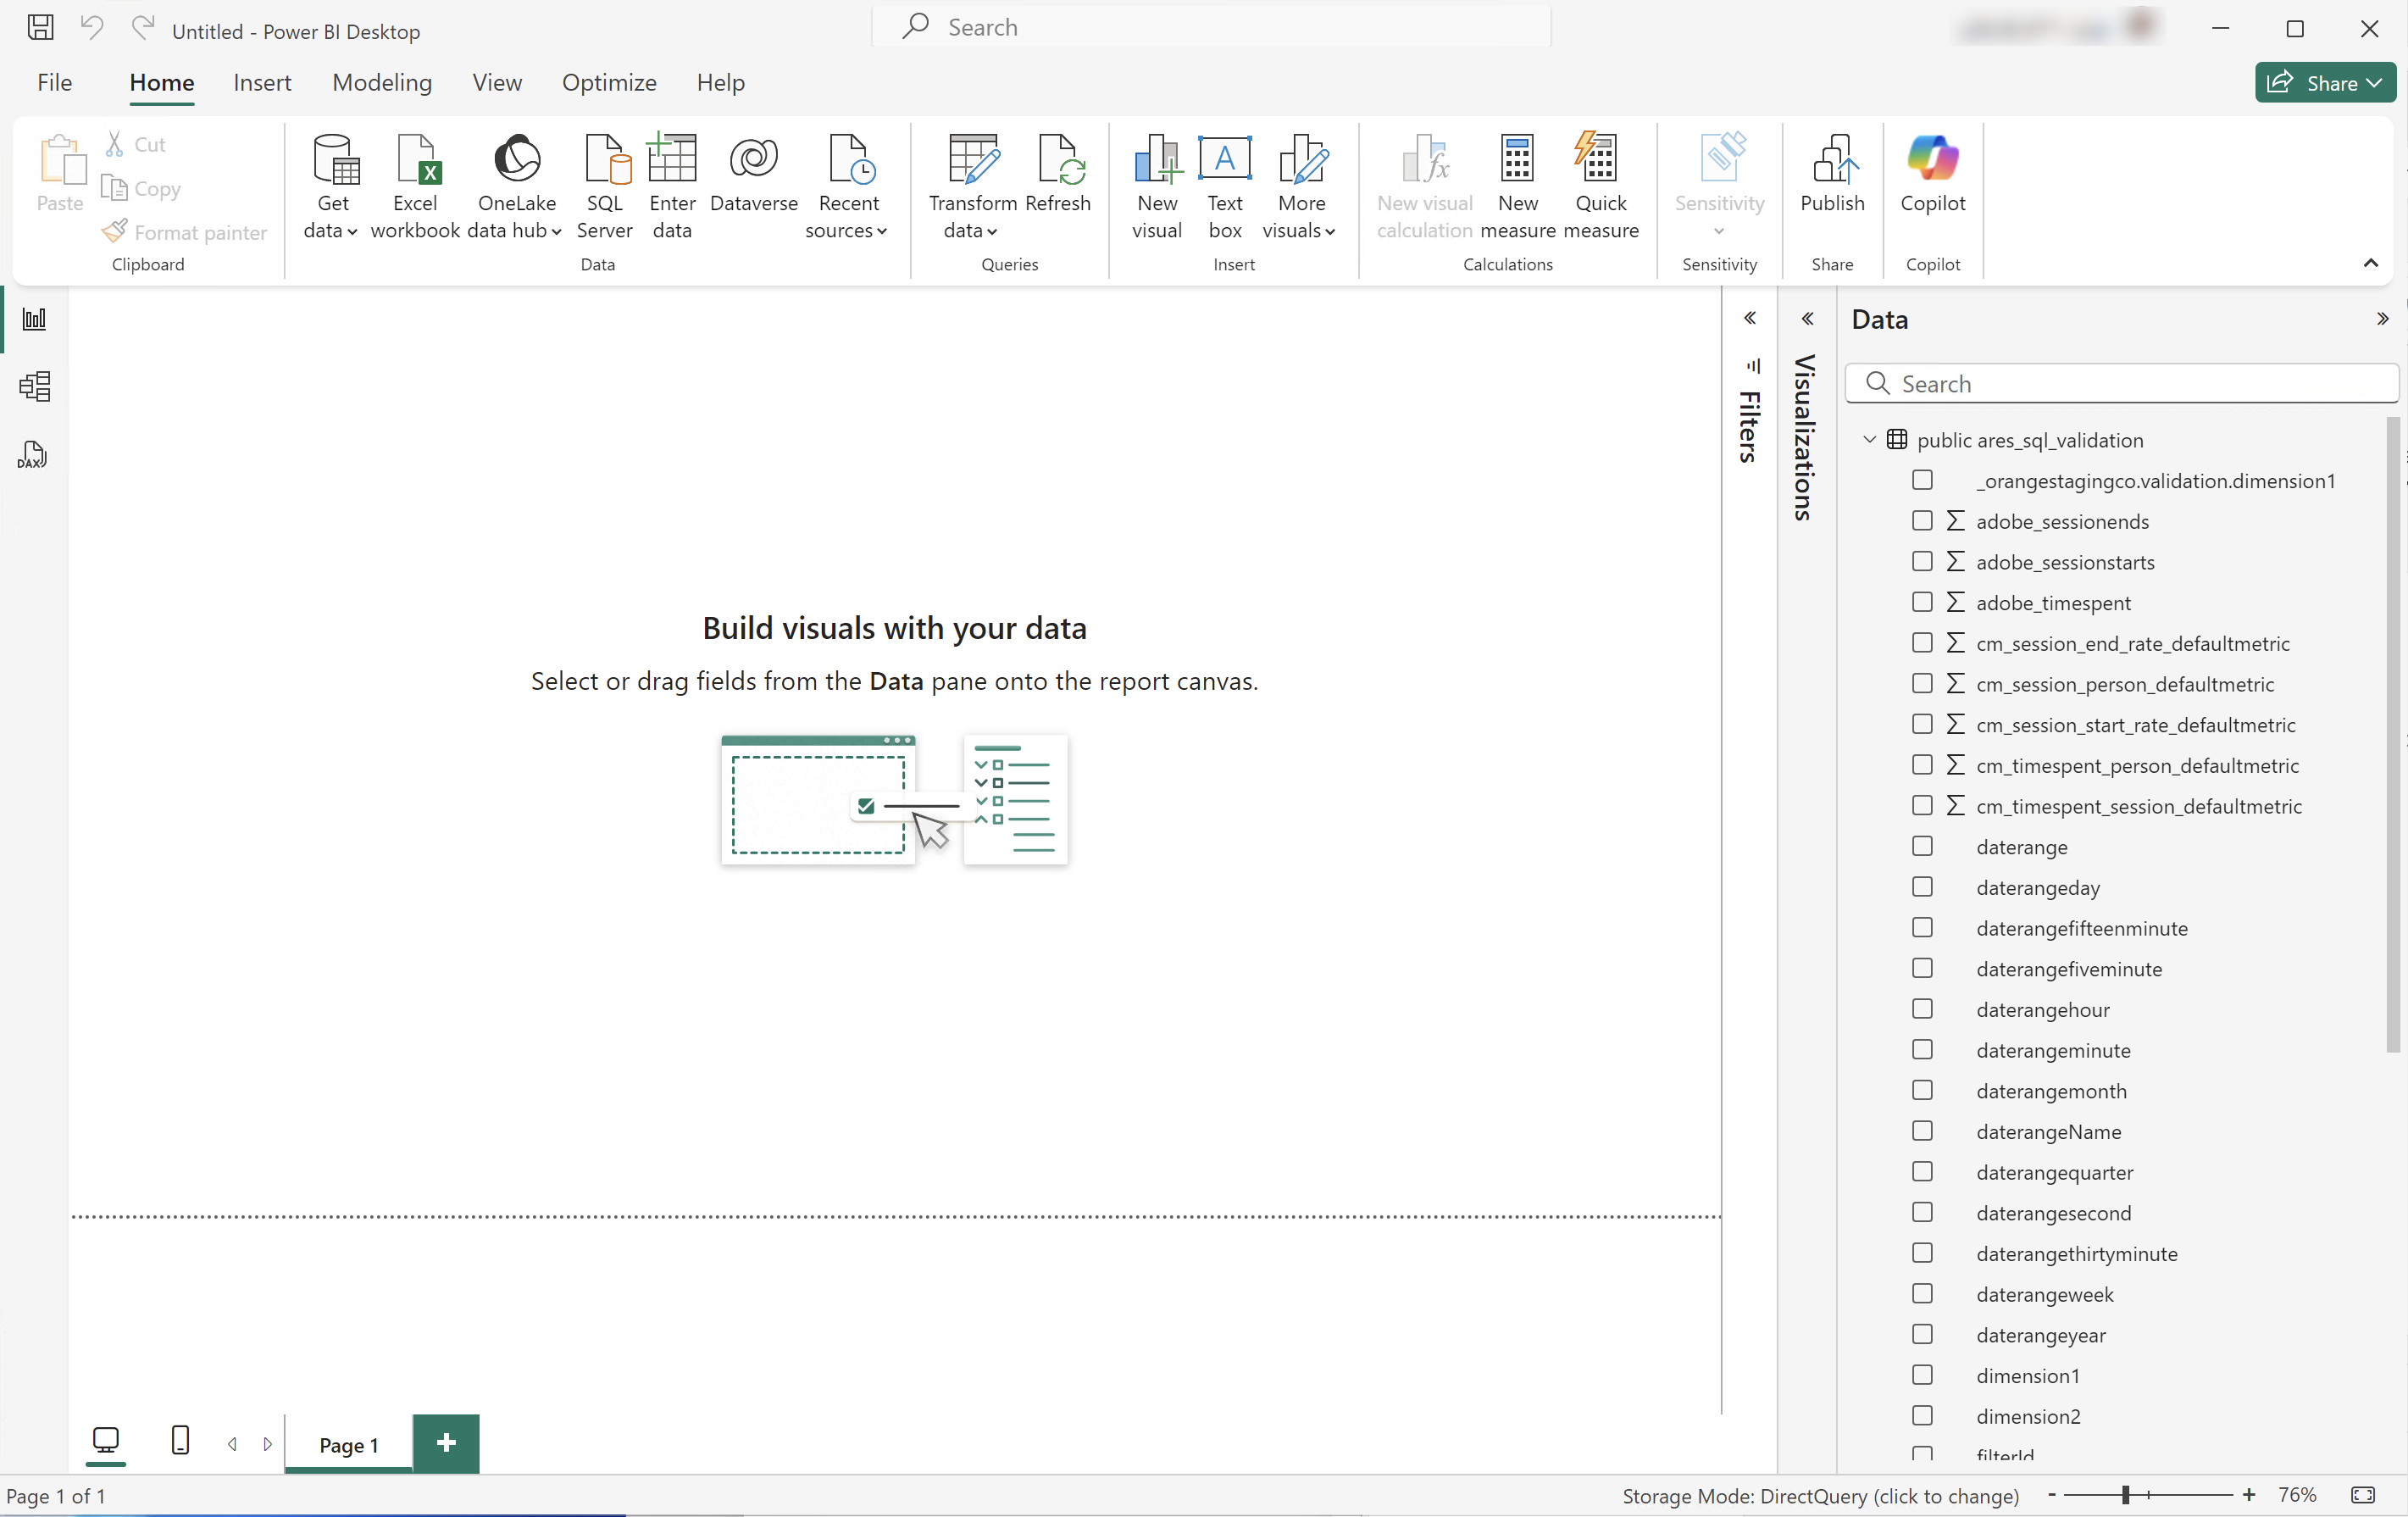 Untitled - Power BI Desktop
Search
File
Home
Insert
Modeling
View
Optimize
Help
Share
Paste
Cut
Copy
Format painter
Clipboard
Get
data
Excel
workbook
OneLake
data hub
SQL
Server
Enter
data
Dataverse
Recent
sources
Data
Transform
data
Refresh
Queries
New
visual
Text
box
More
visuals
Insert
New visual
calculation
New
measure
Quick
measure
Calculations
Sensitivity
Sensitivity
Publish
Share
Copilot
Copilot
DAX
Build visuals with your data
Select or drag fields from the Data pane onto the report canvas.
Filters
Visualizations
Data
Search
public ares_sql_validation
_orangestagingco.validation.dimension1
adobe_sessionends
adobe_sessionstarts
adobe_timespent
cm_session_end_rate_defaultmetric
cm_session_person_defaultmetric
cm_session_start_rate_defaultmetric
cm_timespent_person_defaultmetric
cm_timespent_session_defaultmetric
daterange
daterangeday
daterangefifteenminute
daterangefiveminute
daterangehour
daterangeminute
daterangemonth
daterangeName
daterangequarter
daterangesecond
daterangethirtyminute
daterangeweek
daterangeyear
dimension1
dimension2
filterId
Page 1
Page 1 of 1
Storage Mode: DirectQuery (click to change)
76%